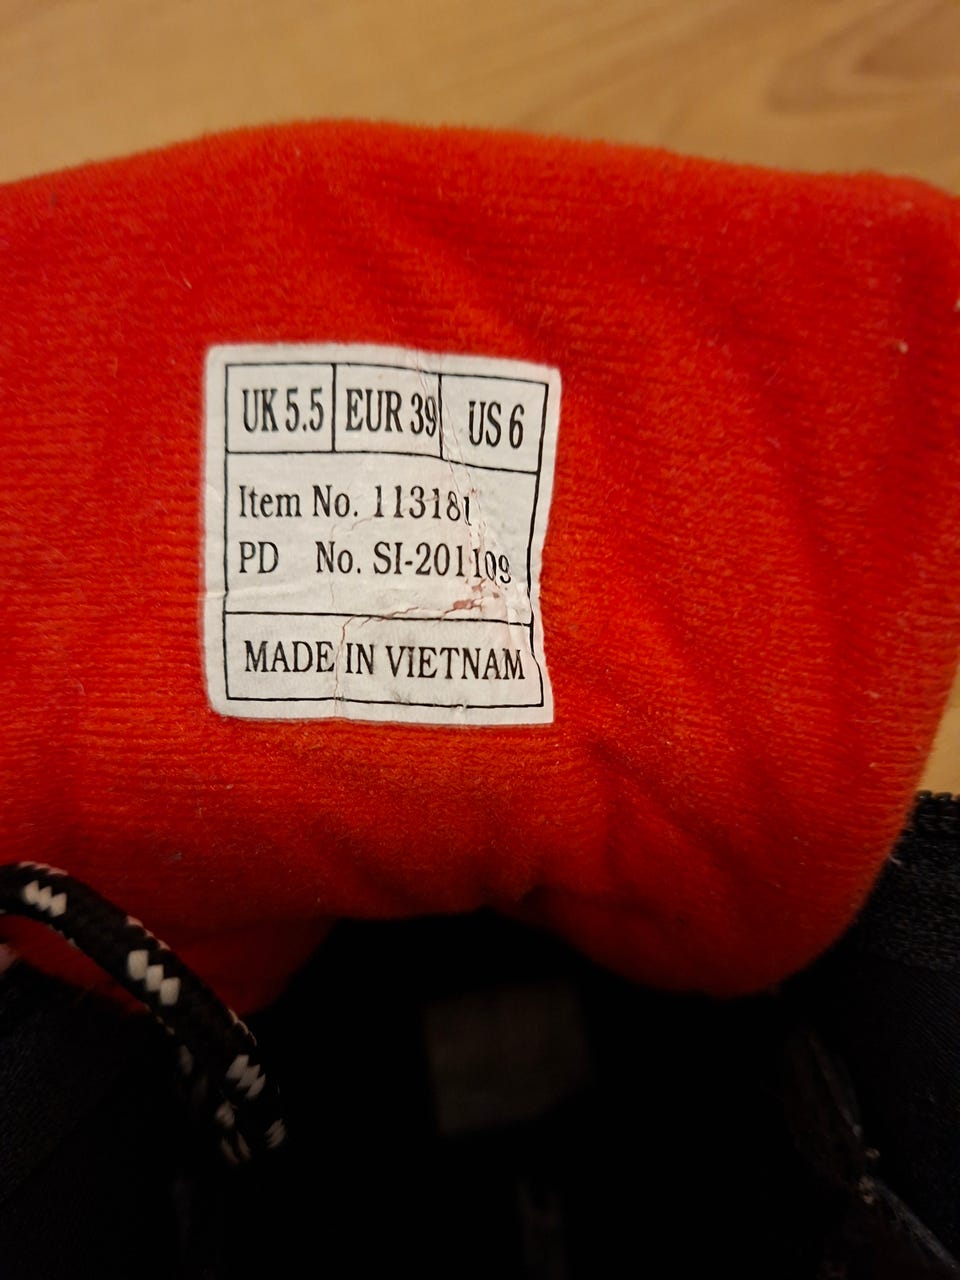 UK 5.5 EUR 39 US 6
Item No. 113181
PD No. SI-201109
MADE IN VIETNAM